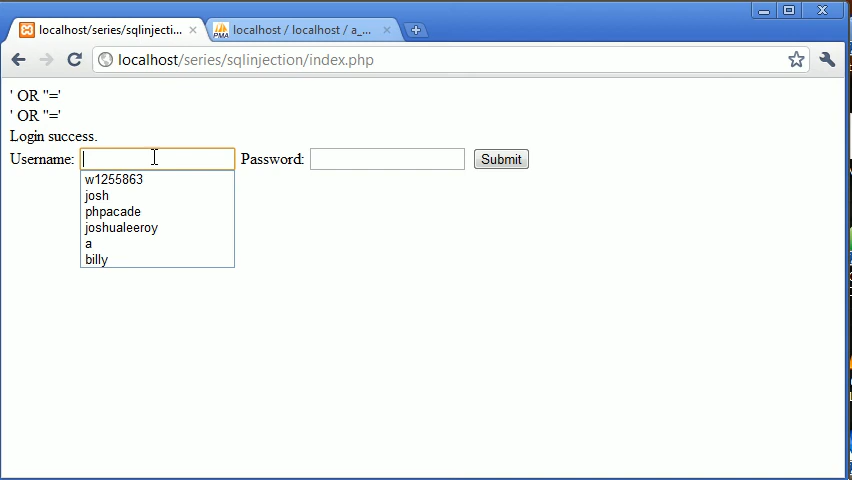 localhost/series/sqlinjecti...
PMA
localhost / localhost / a_...
localhost/series/sqlinjection/index.php
' OR ''='
' OR ''='
Login success.
Username: Password: Submit
w1255863
josh
phpacade
joshualeeroy
a
billy